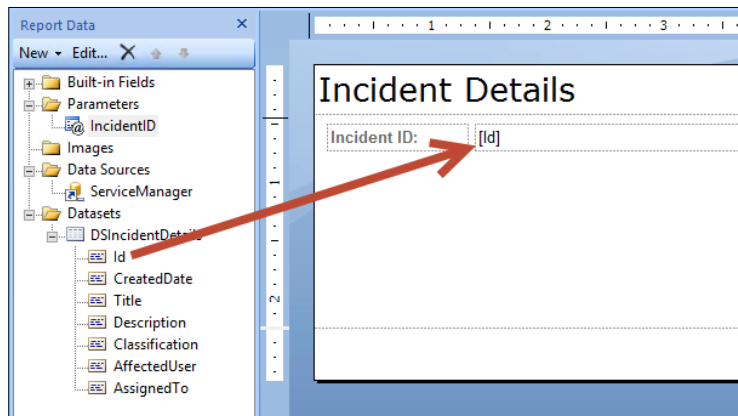 Report Data
New Edit...
Built-in Fields
Parameters
IncidentID
Images
Data Sources
ServiceManager
Datasets
DSIncidentDetails
Id
CreatedDate
Title
Description
Classification
AffectedUser
AssignedTo
1 2 3
Incident Details
Incident ID: [Id]
1
2